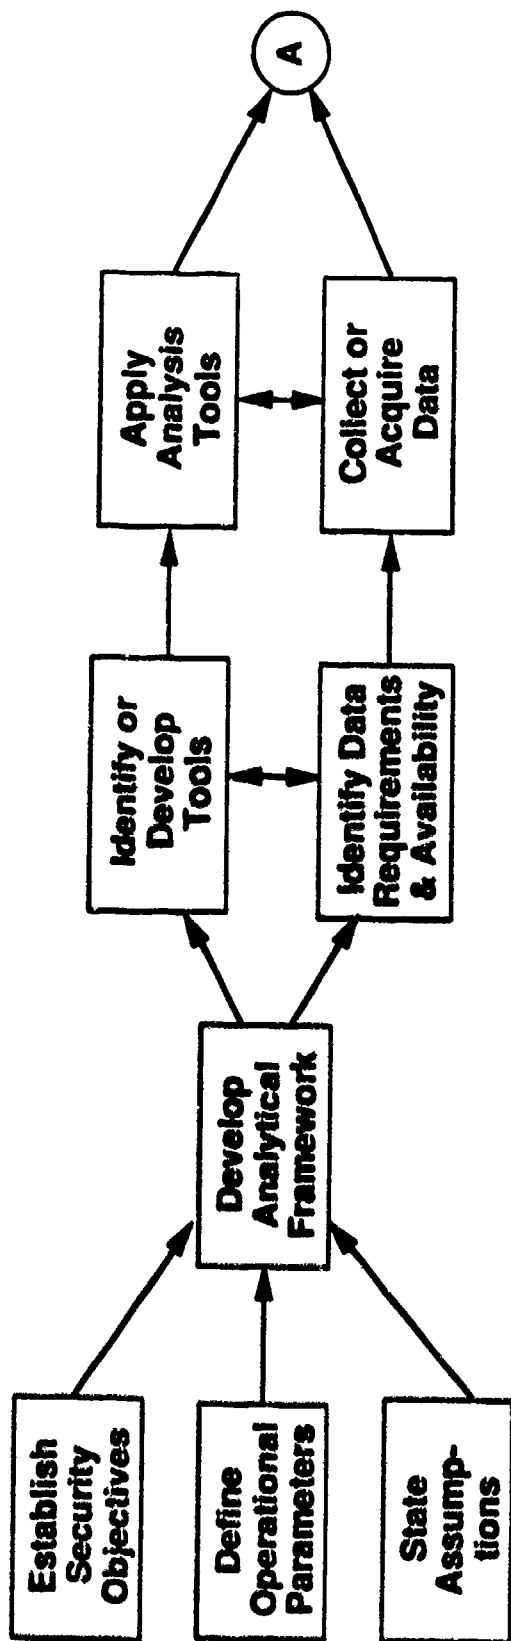 Establish
Security
Objectives
Define
Operational
Parameters
State
Assump-
tions
Develop
Analytical
Framework
Identify or
Develop
Tools
Identify Data
Requirements
& Availability
Apply
Analysis
Tools
Collect or
Acquire
Data
A